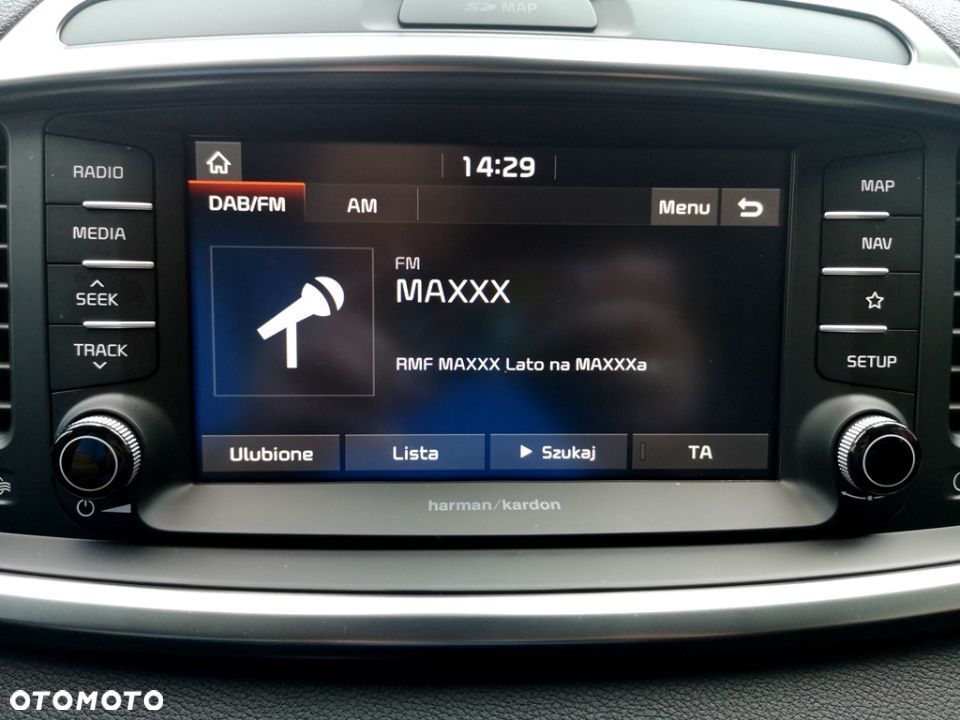 SD MAP
RADIO
MEDIA
SEEK
TRACK
14:29
DAB/FM
AM
Menu
FM
MAXXX
RMF MAXXX Lato na MAXXXa
Ulubione
Lista
Szukaj
TA
MAP
NAV
SETUP
harman/kardon
OTOMOTO